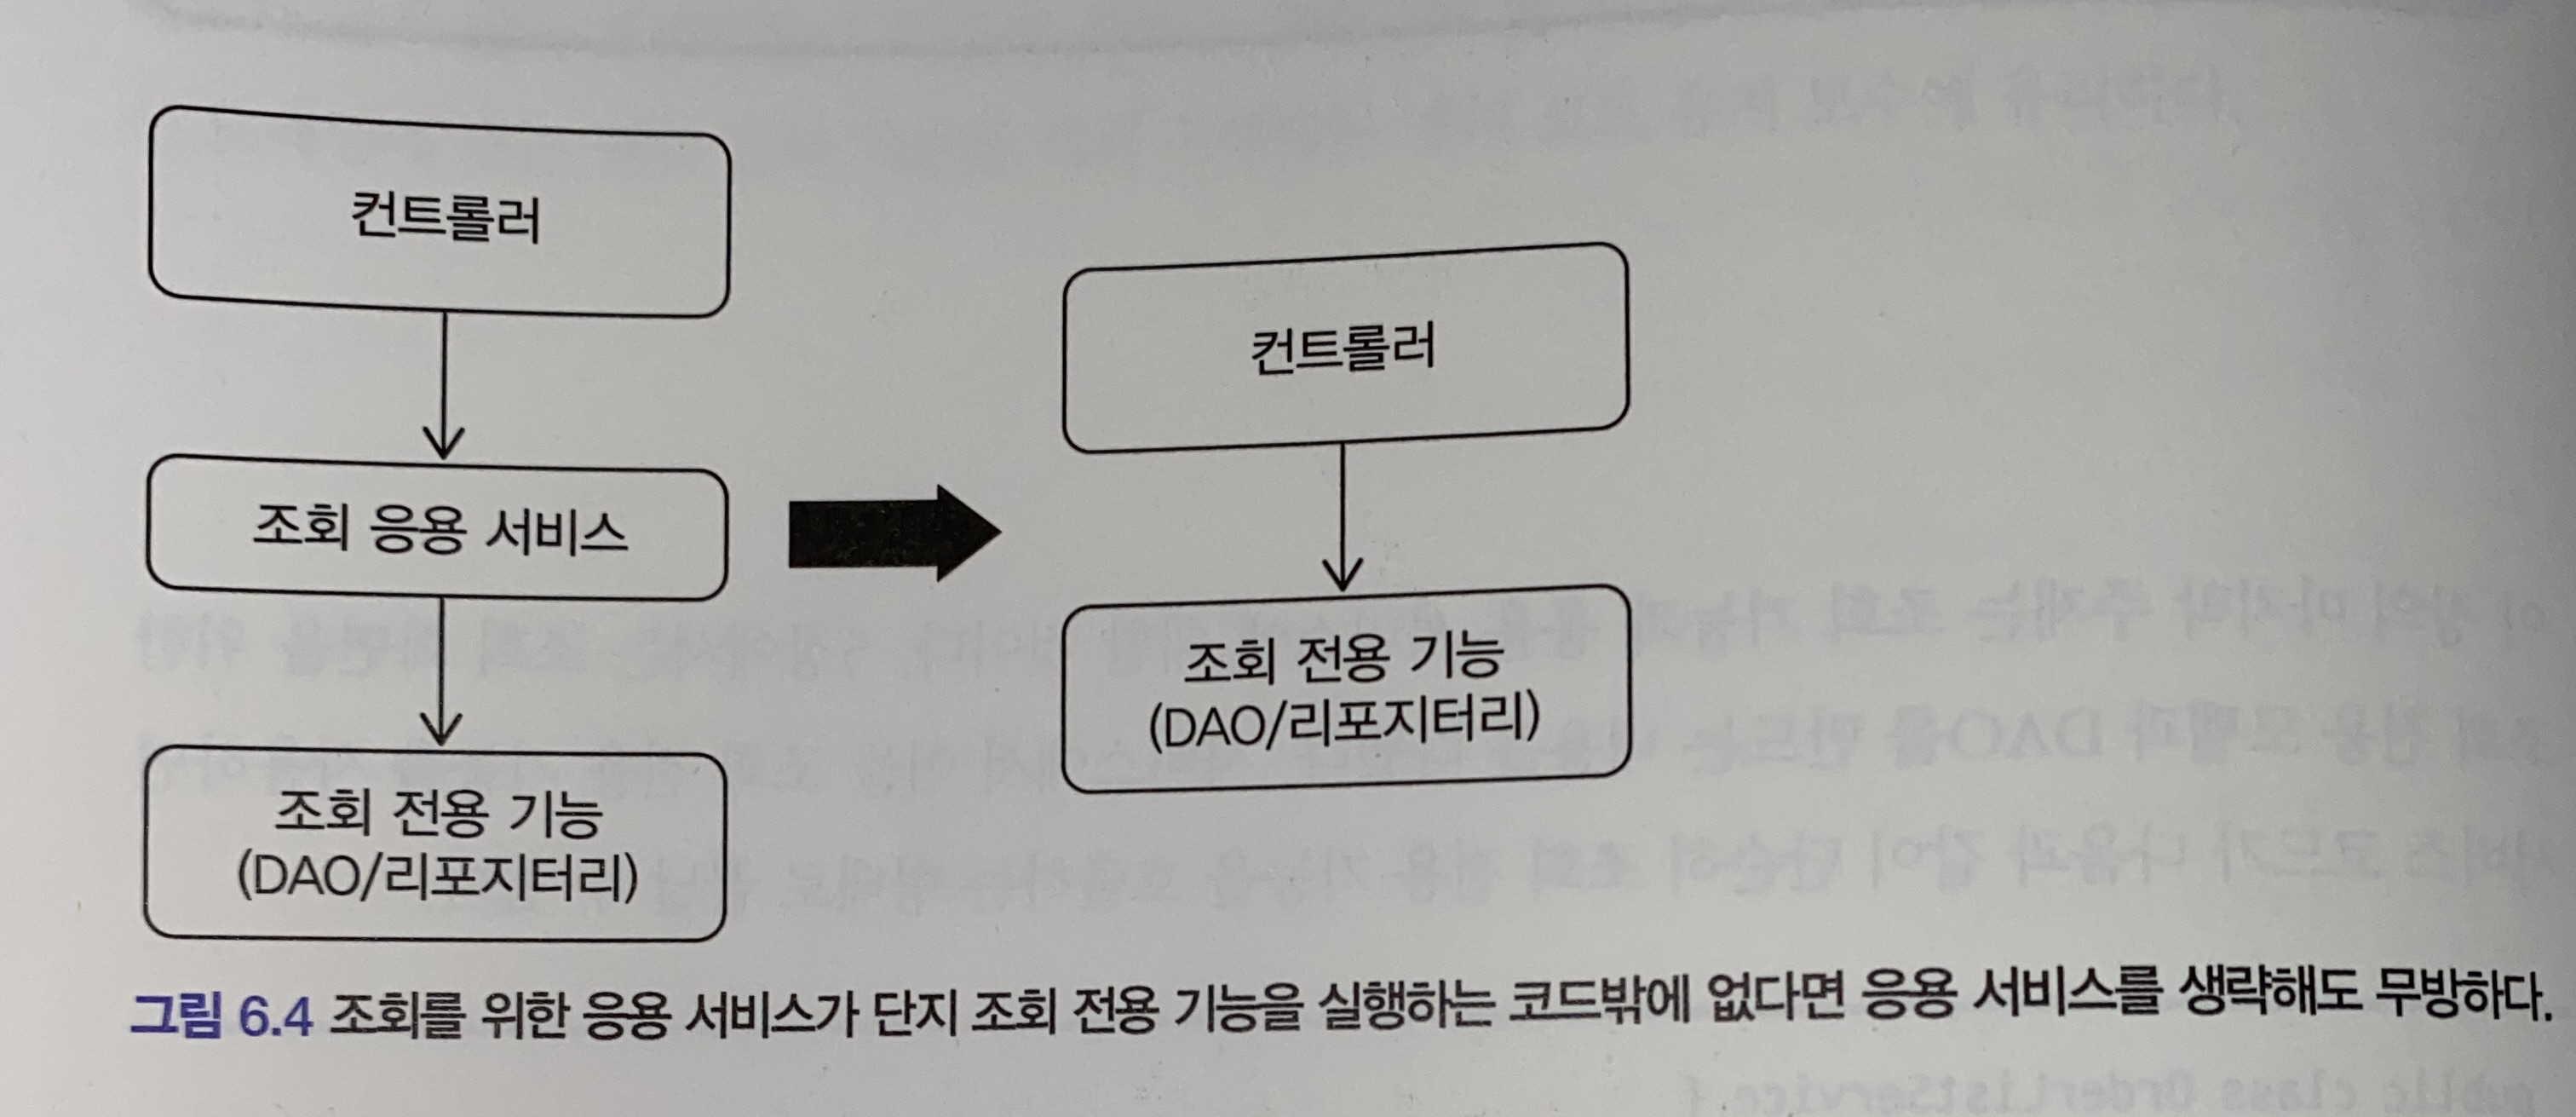 컨트롤러
조회 응용 서비스
조회 전용 기능
(DAO/리포지터리)
컨트롤러
조회 전용 기능
(DAO/리포지터리)
그림 6.4 조회를 위한 응용 서비스가 단지 조회 전용 기능을 실행하는 코드밖에 없다면 응용 서비스를 생략해도 무방하다.